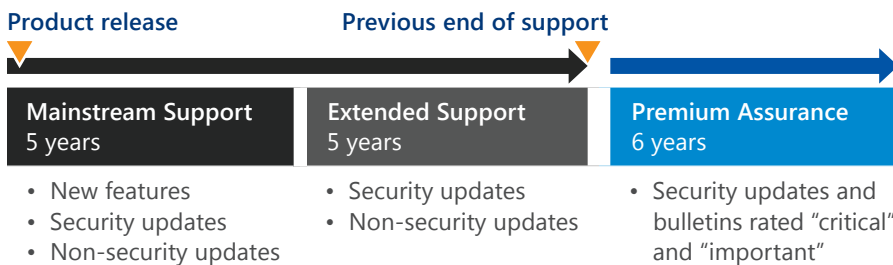 Product release
Previous end of support
Mainstream Support
5 years
Extended Support
5 years
Premium Assurance
6 years
• New features
• Security updates
• Non-security updates
• Security updates
• Non-security updates
• Security updates and
bulletins rated “critical”
and “important”